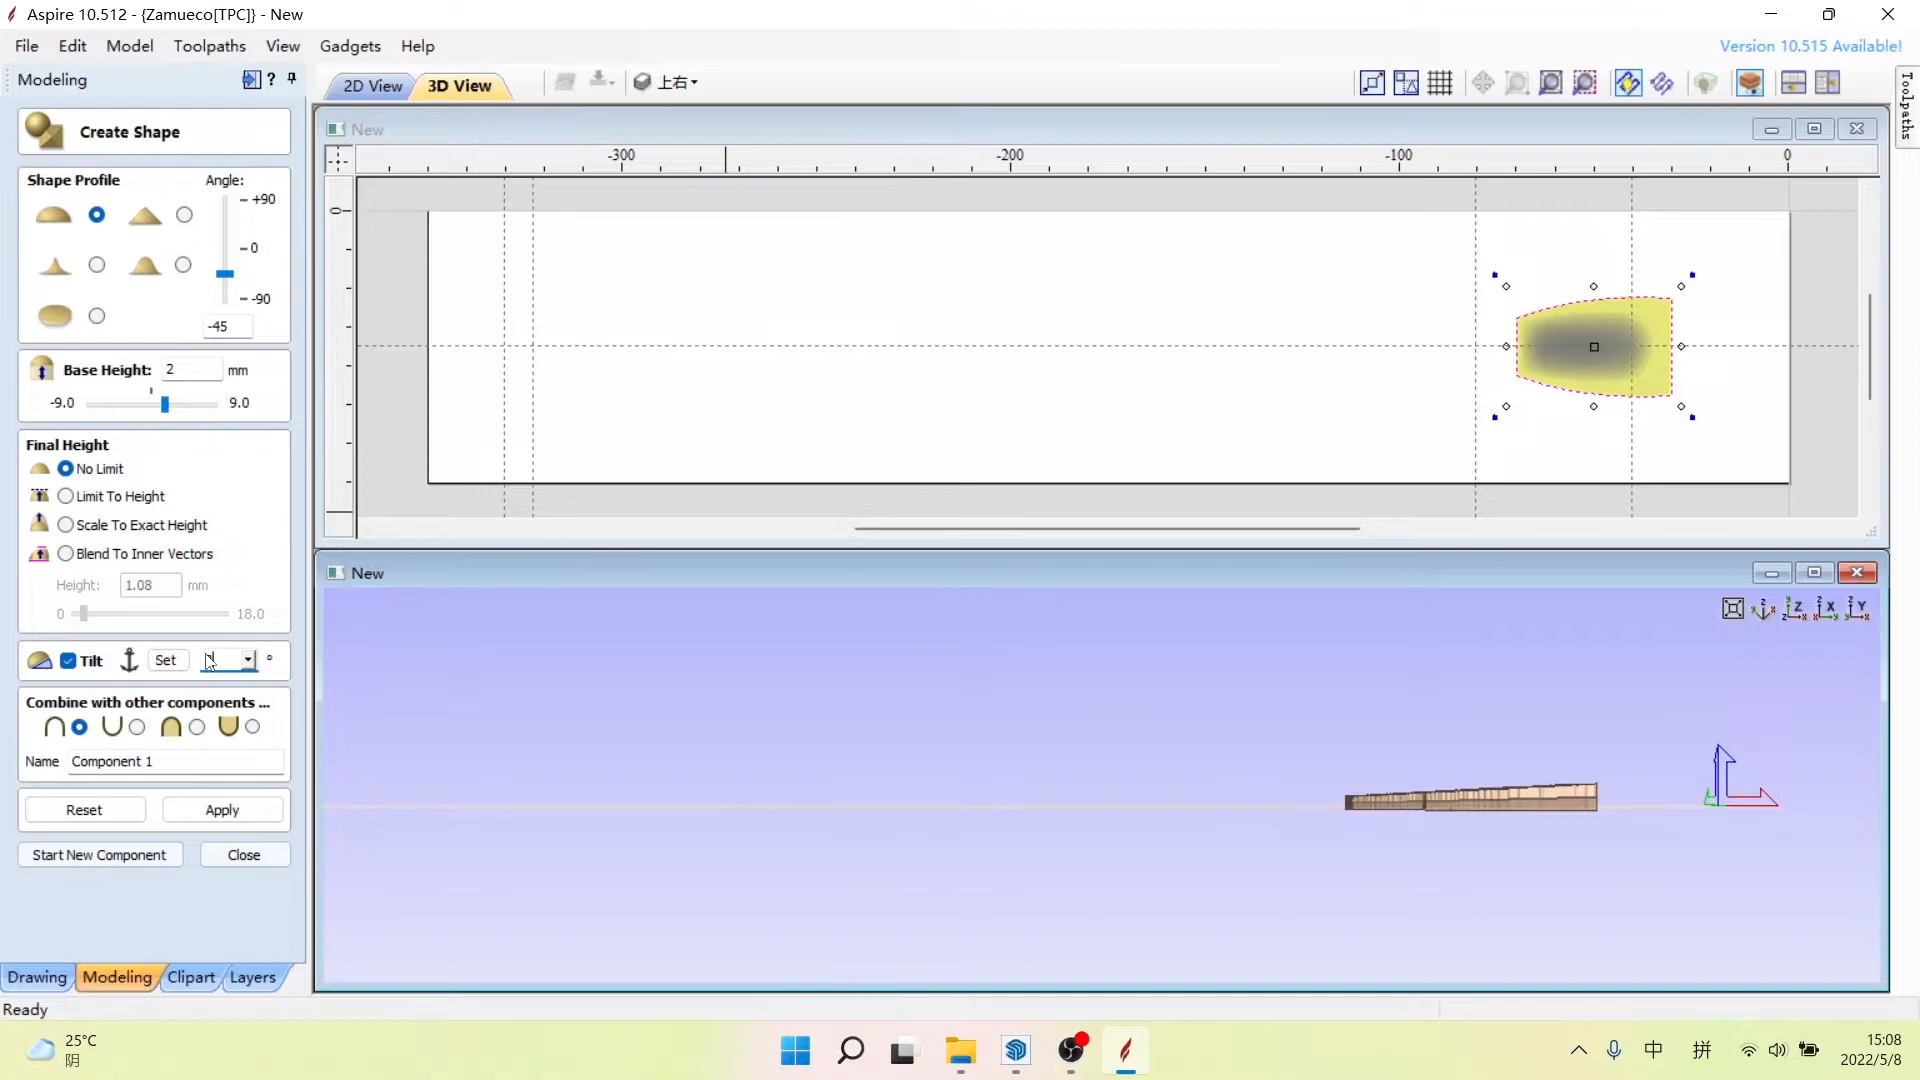 Aspire 10.512 - {Zamueco[TPC]} - New
File Edit Model Toolpaths View Gadgets Help
Version 10.515 Available!
Modeling
?
2D View
3D View
上右
Toolpaths
Create Shape
New
-300 -200 -100 0
0
Shape Profile
Angle:
+90
0
-90
-45
Base Height: 2 mm
-9.0 9.0
Final Height
No Limit
Limit To Height
Scale To Exact Height
Blend To Inner Vectors
Height: 1.08 mm
0 18.0
New
Z X Y
Tilt Set °
Combine with other components ...
Name Component 1
Reset Apply
Start New Component Close
Drawing Modeling Clipart Layers
Ready
25°C
阴
中 拼
15:08
2022/5/8